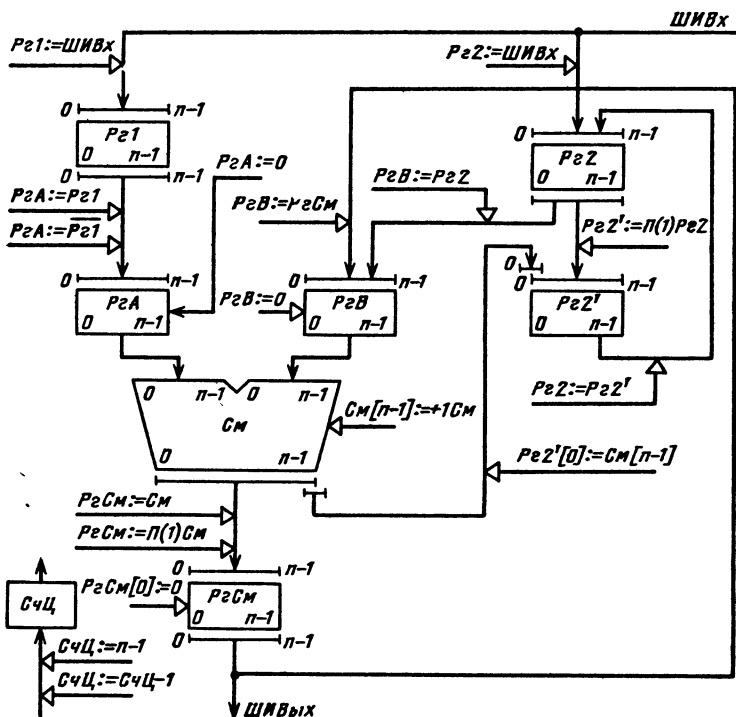 ШИВх
Рг1:=ШИВх
Рг2:=ШИВх
0 n-1
0 n-1
Рг1
0 n-1
Рг2
0 n-1
0 n-1
РгА:=0
РгВ:=Рг2
РгА:=Рг1
РгВ:=РгСм
Рг2':=П(1)Рг2
РгА:=Рг1
0
0 n-1
0 n-1
0 n-1
РгА
0 n-1
РгВ:=0
РгВ
0 n-1
Рг2'
0 n-1
0 n-1 0 n-1
См
См[n-1]:=+1См
Рг2:=Рг2'
0 n-1
Рг2'[0]:=См[n-1]
РгСм:=См
РгСм:=П(1)См
0 n-1
РгСм[0]:=0
РгСм
0 n-1
СчЦ
0 n-1
СчЦ:=n-1
СчЦ:=СчЦ-1
ШИВых